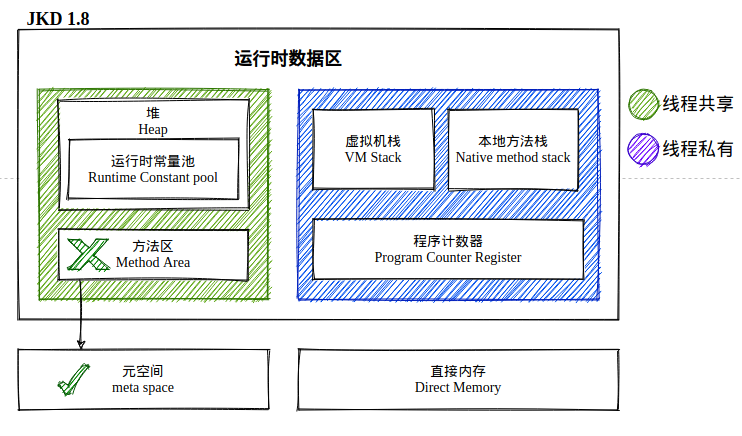 JKD 1.8
运行时数据区
堆
Heap
运行时常量池
Runtime Constant pool
方法区
Method Area
虚拟机栈
VM Stack
本地方法栈
Native method stack
程序计数器
Program Counter Register
线程共享
线程私有
元空间
meta space
直接内存
Direct Memory